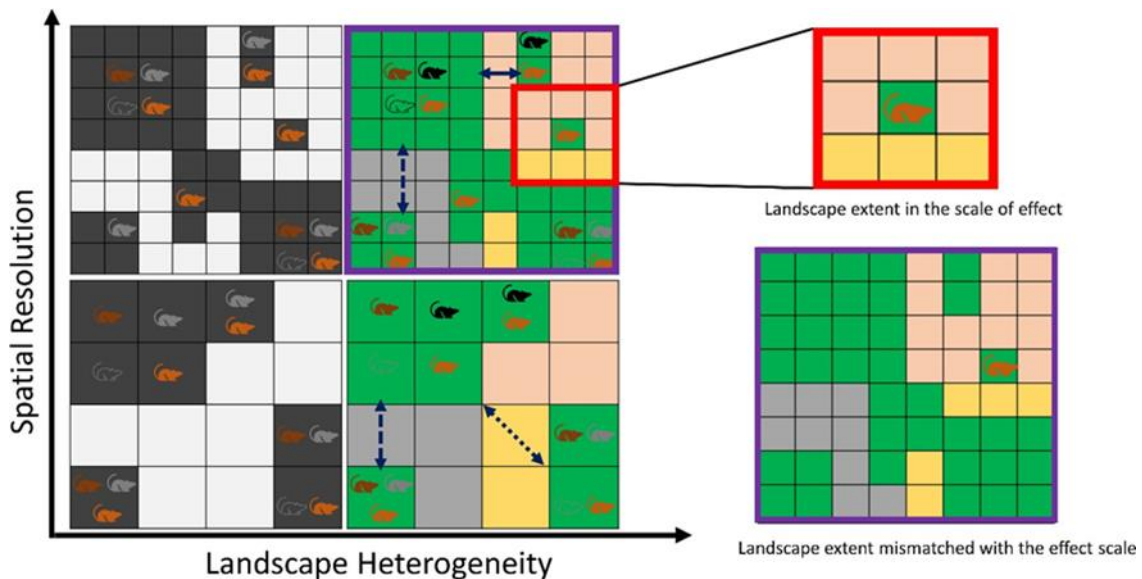 Spatial Resolution
Landscape Heterogeneity
Landscape extent in the scale of effect
Landscape extent mismatched with the effect scale